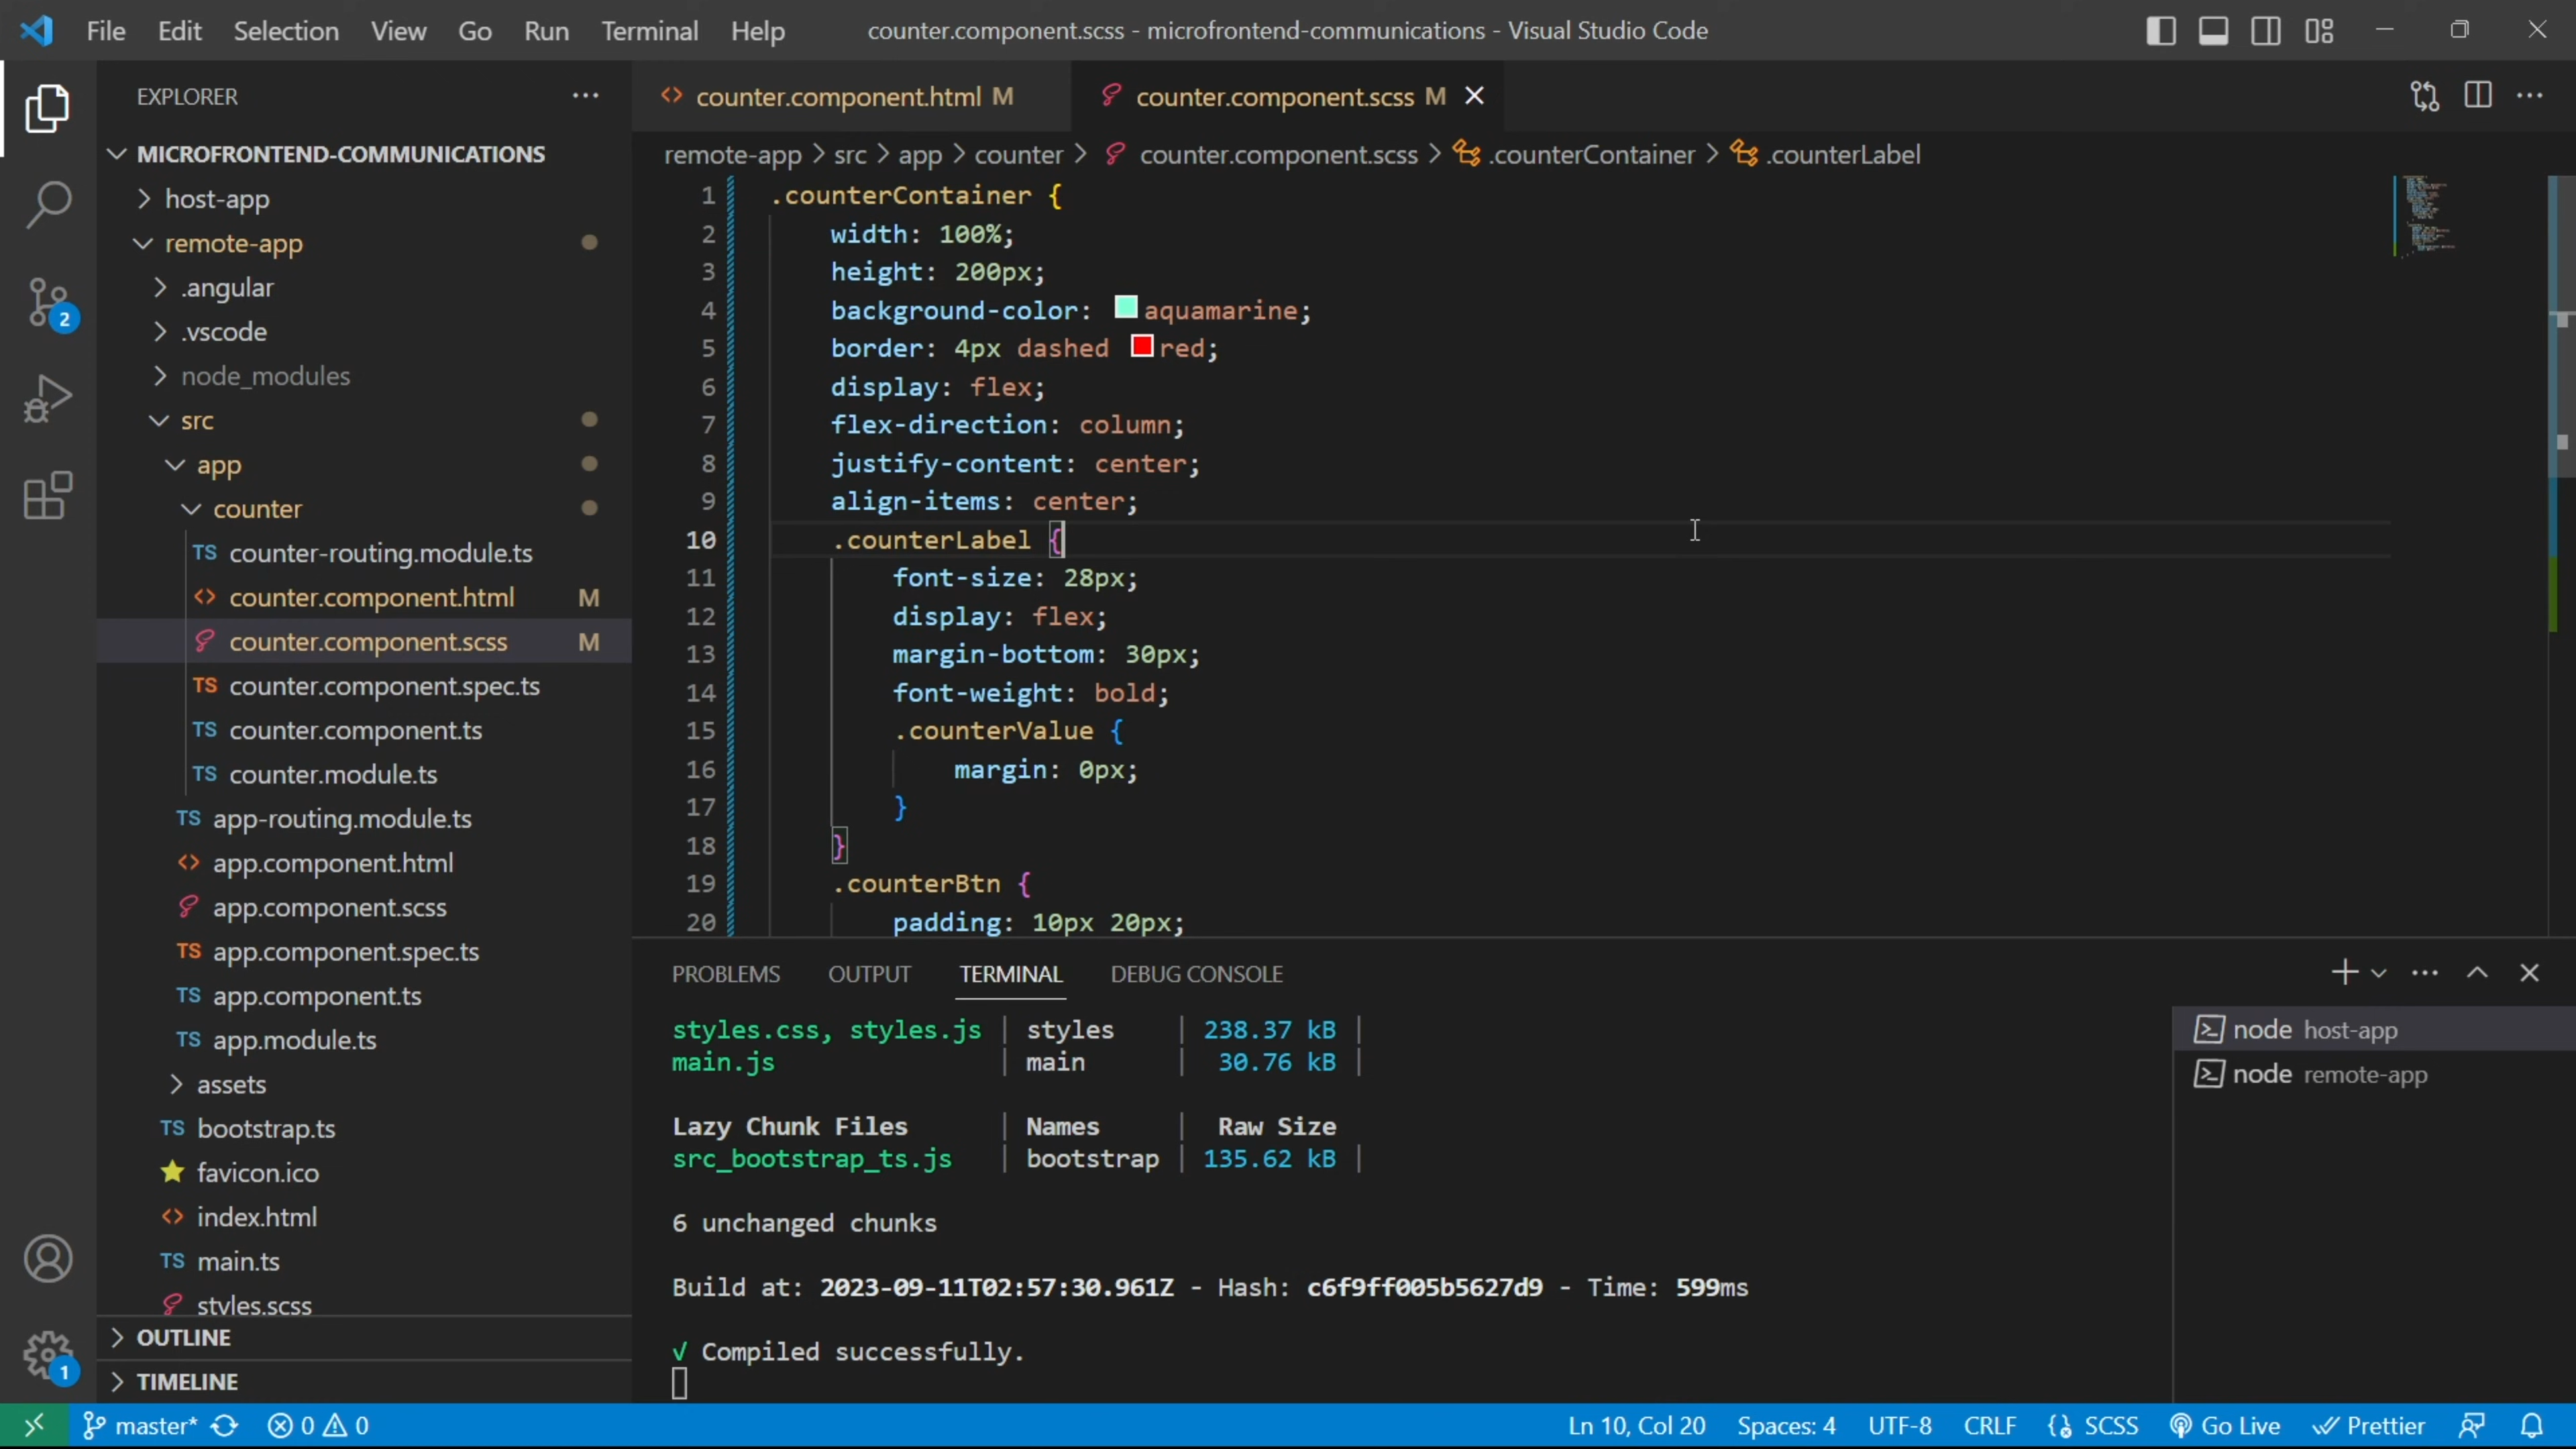 File Edit Selection View Go Run Terminal Help counter.component.scss - microfrontend-communications - Visual Studio Code
EXPLORER
MICROFRONTEND-COMMUNICATIONS
host-app
remote-app
.angular
.vscode
node_modules
src
app
counter
TS counter-routing.module.ts
<> counter.component.html M
counter.component.scss M
TS counter.component.spec.ts
TS counter.component.ts
TS counter.module.ts
TS app-routing.module.ts
<> app.component.html
app.component.scss
TS app.component.spec.ts
TS app.component.ts
TS app.module.ts
assets
TS bootstrap.ts
favicon.ico
<> index.html
TS main.ts
styles.scss
OUTLINE
TIMELINE
2
1
<> counter.component.html M counter.component.scss M
remote-app > src > app > counter > counter.component.scss > .counterContainer > .counterLabel
1 .counterContainer {
2 width: 100%;
3 height: 200px;
4 background-color: aquamarine;
5 border: 4px dashed red;
6 display: flex;
7 flex-direction: column;
8 justify-content: center;
9 align-items: center;
10 .counterLabel {
11 font-size: 28px;
12 display: flex;
13 margin-bottom: 30px;
14 font-weight: bold;
15 .counterValue {
16 margin: 0px;
17 }
18 }
19 .counterBtn {
20 padding: 10px 20px;
PROBLEMS OUTPUT TERMINAL DEBUG CONSOLE
styles.css, styles.js | styles | 238.37 kB |
main.js | main | 30.76 kB |
Lazy Chunk Files | Names | Raw Size
src_bootstrap_ts.js | bootstrap | 135.62 kB |
6 unchanged chunks
Build at: 2023-09-11T02:57:30.961Z - Hash: c6f9ff005b5627d9 - Time: 599ms
√ Compiled successfully.
node host-app
node remote-app
master* 0 0 Ln 10, Col 20 Spaces: 4 UTF-8 CRLF SCSS Go Live Prettier